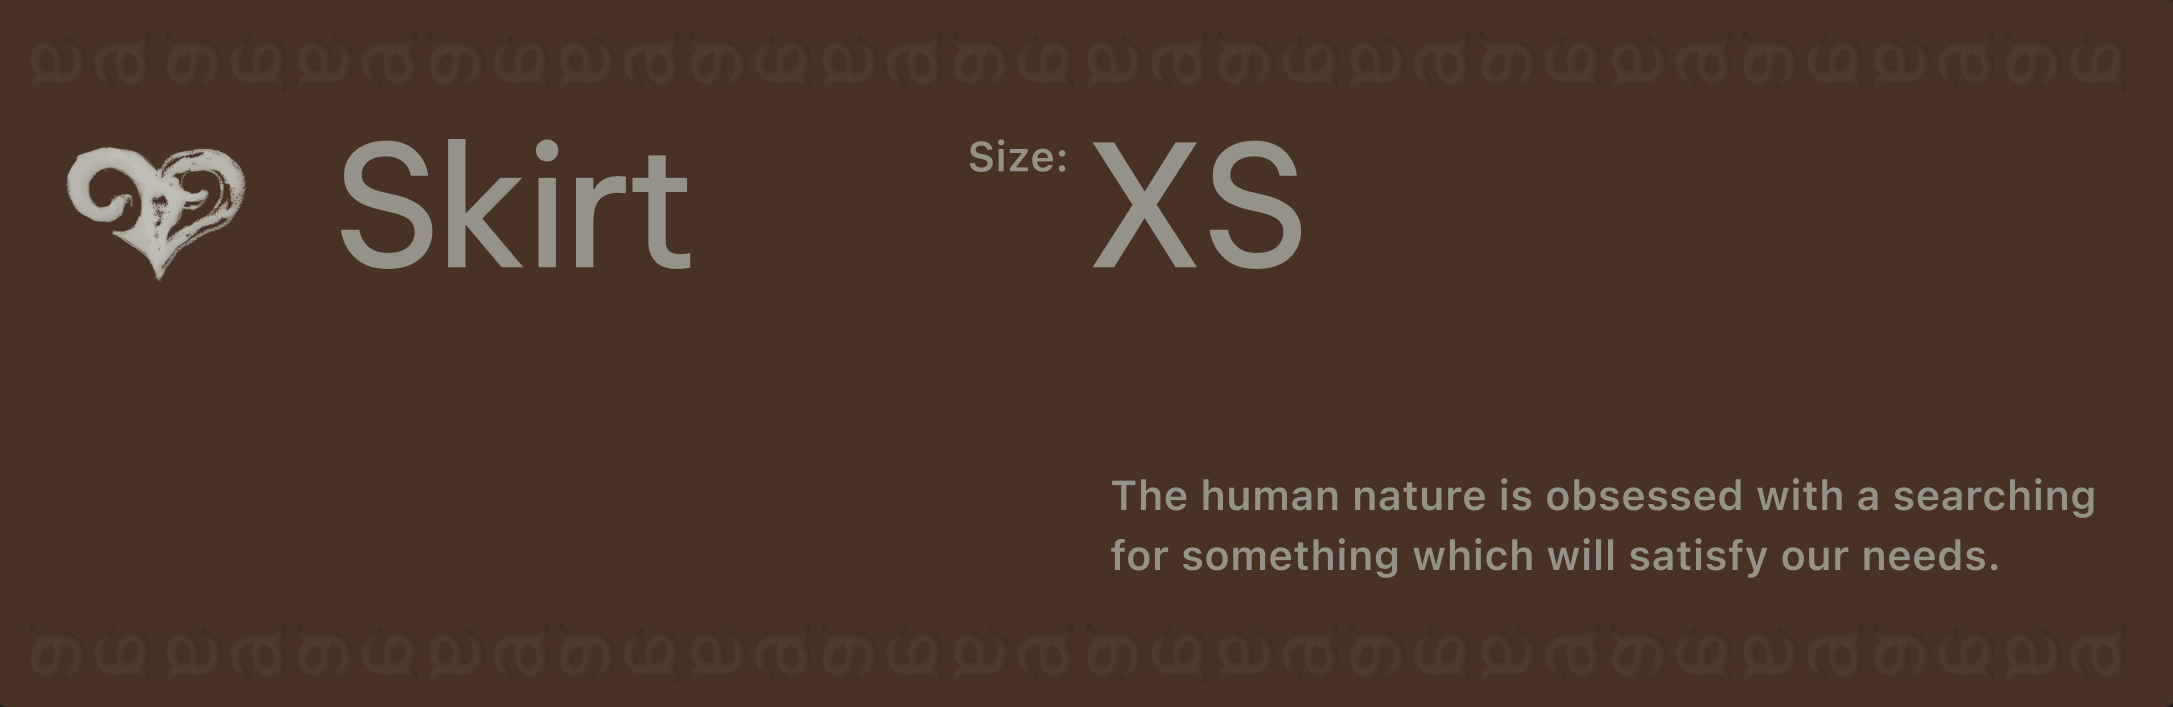 Skirt
Size: XS
The human nature is obsessed with a searching
for something which will satisfy our needs.